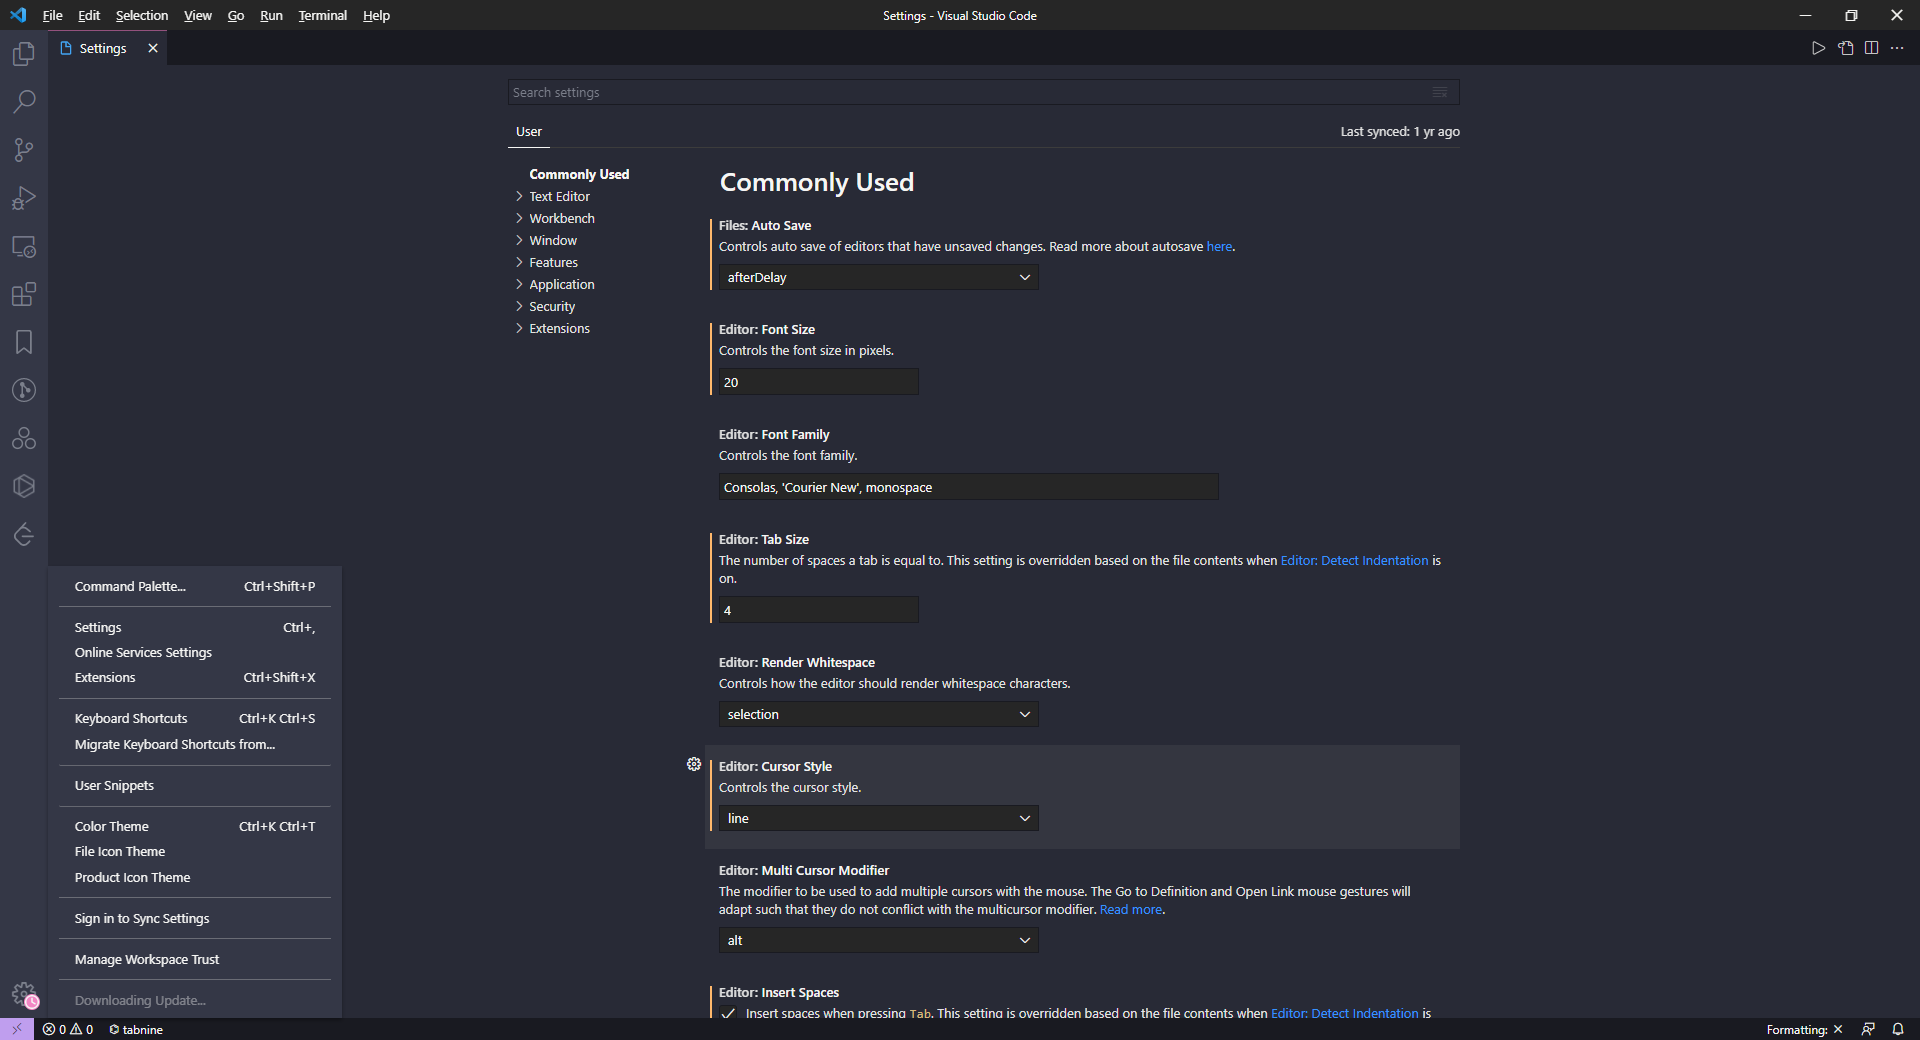 File Edit Selection View Go Run Terminal Help
Settings - Visual Studio Code
Settings
Search settings
User
Last synced: 1 yr ago
Commonly Used
Text Editor
Workbench
Window
Features
Application
Security
Extensions
Commonly Used
Files: Auto Save
Controls auto save of editors that have unsaved changes. Read more about autosave here.
afterDelay
Editor: Font Size
Controls the font size in pixels.
20
Editor: Font Family
Controls the font family.
Consolas, 'Courier New', monospace
Editor: Tab Size
The number of spaces a tab is equal to. This setting is overridden based on the file contents when Editor: Detect Indentation is
on.
4
Editor: Render Whitespace
Controls how the editor should render whitespace characters.
selection
Editor: Cursor Style
Controls the cursor style.
line
Editor: Multi Cursor Modifier
The modifier to be used to add multiple cursors with the mouse. The Go to Definition and Open Link mouse gestures will
adapt such that they do not conflict with the multicursor modifier. Read more.
alt
Editor: Insert Spaces
Insert spaces when pressing Tab. This setting is overridden based on the file contents when Editor: Detect Indentation is
Command Palette... Ctrl+Shift+P
Settings Ctrl+,
Online Services Settings
Extensions Ctrl+Shift+X
Keyboard Shortcuts Ctrl+K Ctrl+S
Migrate Keyboard Shortcuts from...
User Snippets
Color Theme Ctrl+K Ctrl+T
File Icon Theme
Product Icon Theme
Sign in to Sync Settings
Manage Workspace Trust
Downloading Update...
0 0 tabnine
Formatting: